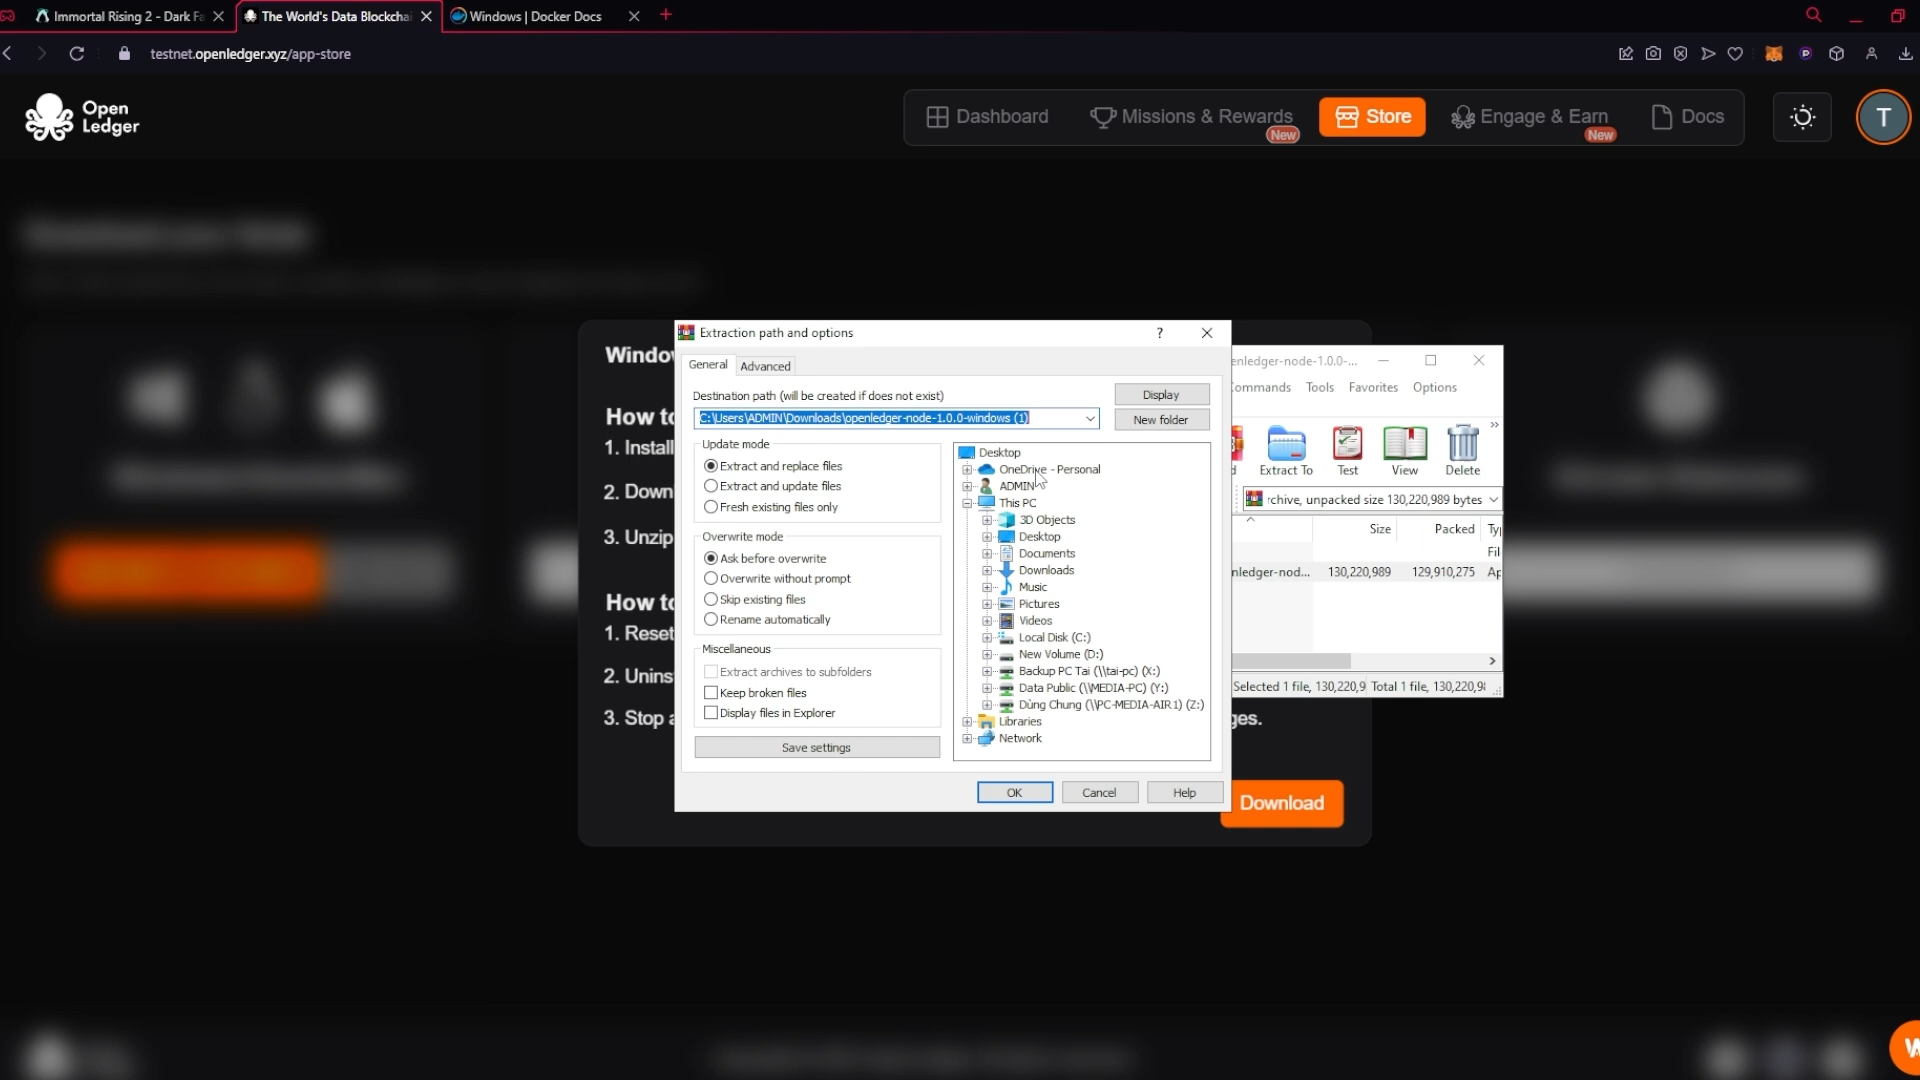 Immortal Rising 2 - Dark Fa
The World's Data Blockchai
Windows | Docker Docs
testnet.openledger.xyz/app-store
Open
Ledger
Dashboard
Missions & Rewards
New
Store
Engage & Earn
New
Docs
T
Extraction path and options
?
General
Advanced
Destination path (will be created if does not exist)
C:\Users\ADMIN\Downloads\openledger-node-1.0.0-windows (1)
Display
New folder
Update mode
Extract and replace files
Extract and update files
Fresh existing files only
Overwrite mode
Ask before overwrite
Overwrite without prompt
Skip existing files
Rename automatically
Miscellaneous
Extract archives to subfolders
Keep broken files
Display files in Explorer
Save settings
Desktop
OneDrive - Personal
ADMIN
This PC
3D Objects
Desktop
Documents
Downloads
Music
Pictures
Videos
Local Disk (C:)
New Volume (D:)
Backup PC Tai (\\tai-pc) (X:)
Data Public (\\MEDIA-PC) (Y:)
Dùng Chung (\\PC-MEDIA-AIR1) (Z:)
Libraries
Network
OK
Cancel
Help
Window
How to
1. Install
2. Down
3. Unzip
How to
1. Reset
2. Unins
3. Stop a
ges.
Download
enledger-node-1.0.0-...
ommands
Tools
Favorites
Options
d
Extract To
Test
View
Delete
rchive, unpacked size 130,220,989 bytes
Size
Packed
Ty
Fil
nledger-nod...
130,220,989
129,910,275
Ap
Selected 1 file, 130,220,9
Total 1 file, 130,220,9